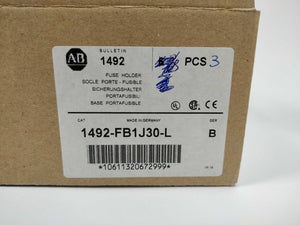 BULLETIN
AB
1492
PCS 3
FUSE HOLDER
SOCLE PORTE - FUSIBLE
SICHERUNGSHALTER
PORTAFUSIBIL
BASE PORTAFUSIBLE
CAT
MADE IN GERMANY
SER
1492-FB1J30-L
B
*10611320672999*